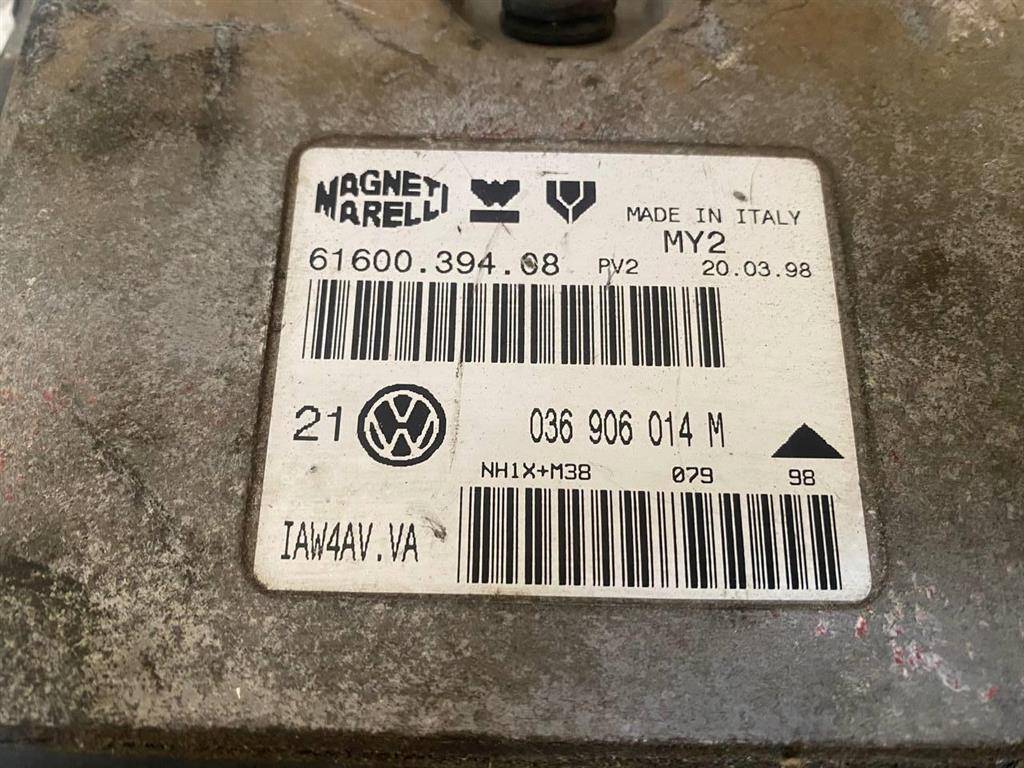 MAGNETI
MARELLI
MADE IN ITALY
MY2
61600.394.08 PV2 20.03.98
21 036 906 014 M
NH1X+M38 079 98
IAW4AV.VA